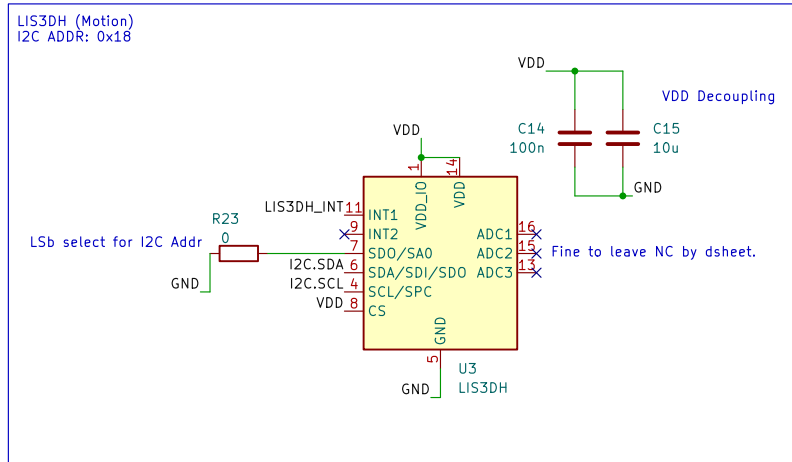 LIS3DH (Motion)
I2C ADDR: 0x18
VDD
VDD Decoupling
C14
100n
C15
10u
GND
VDD
1
14
VDD_IO
VDD
LIS3DH_INT
11
INT1
9
INT2
R23
0
LSb select for I2C Addr
7
SDO/SA0
GND
I2C.SDA
6
SDA/SDI/SDO
I2C.SCL
4
SCL/SPC
VDD
8
CS
ADC1
16
ADC2
15
ADC3
13
Fine to leave NC by dsheet.
GND
5
GND
U3
LIS3DH